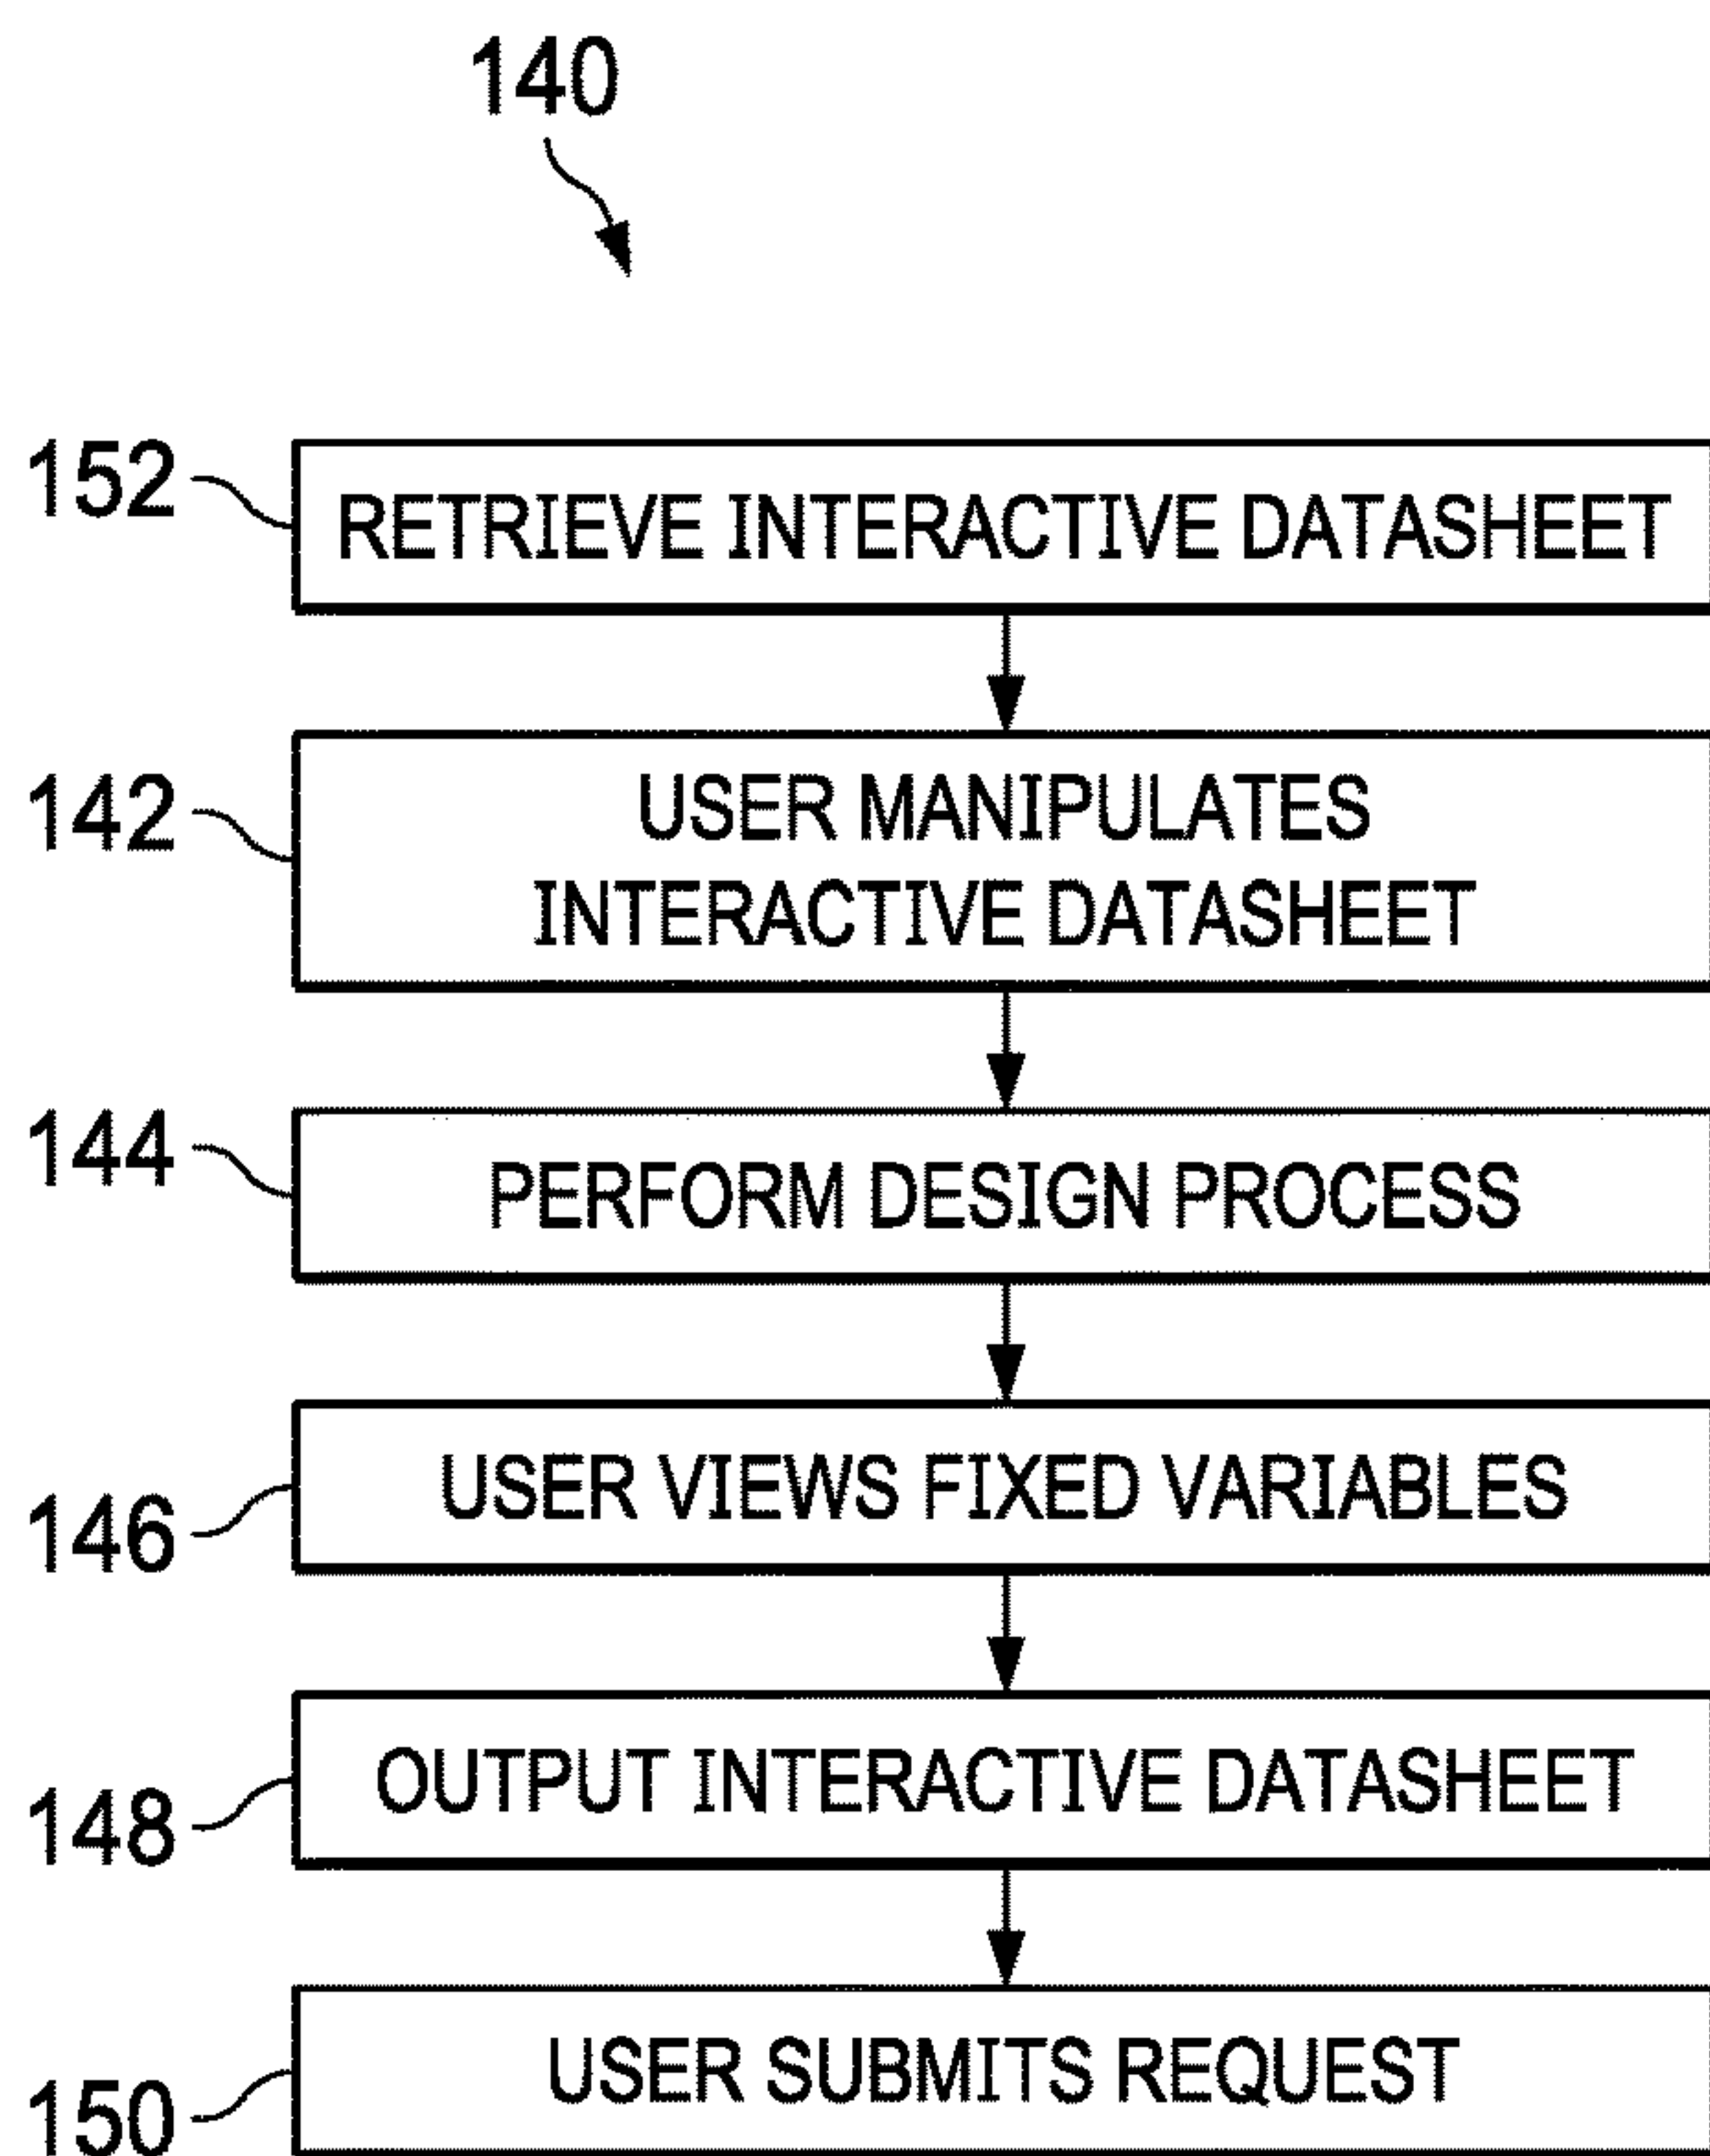 140
152
RETRIEVE INTERACTIVE DATASHEET
142
USER MANIPULATES
INTERACTIVE DATASHEET
144
PERFORM DESIGN PROCESS
146
USER VIEWS FIXED VARIABLES
148
OUTPUT INTERACTIVE DATASHEET
150
USER SUBMITS REQUEST